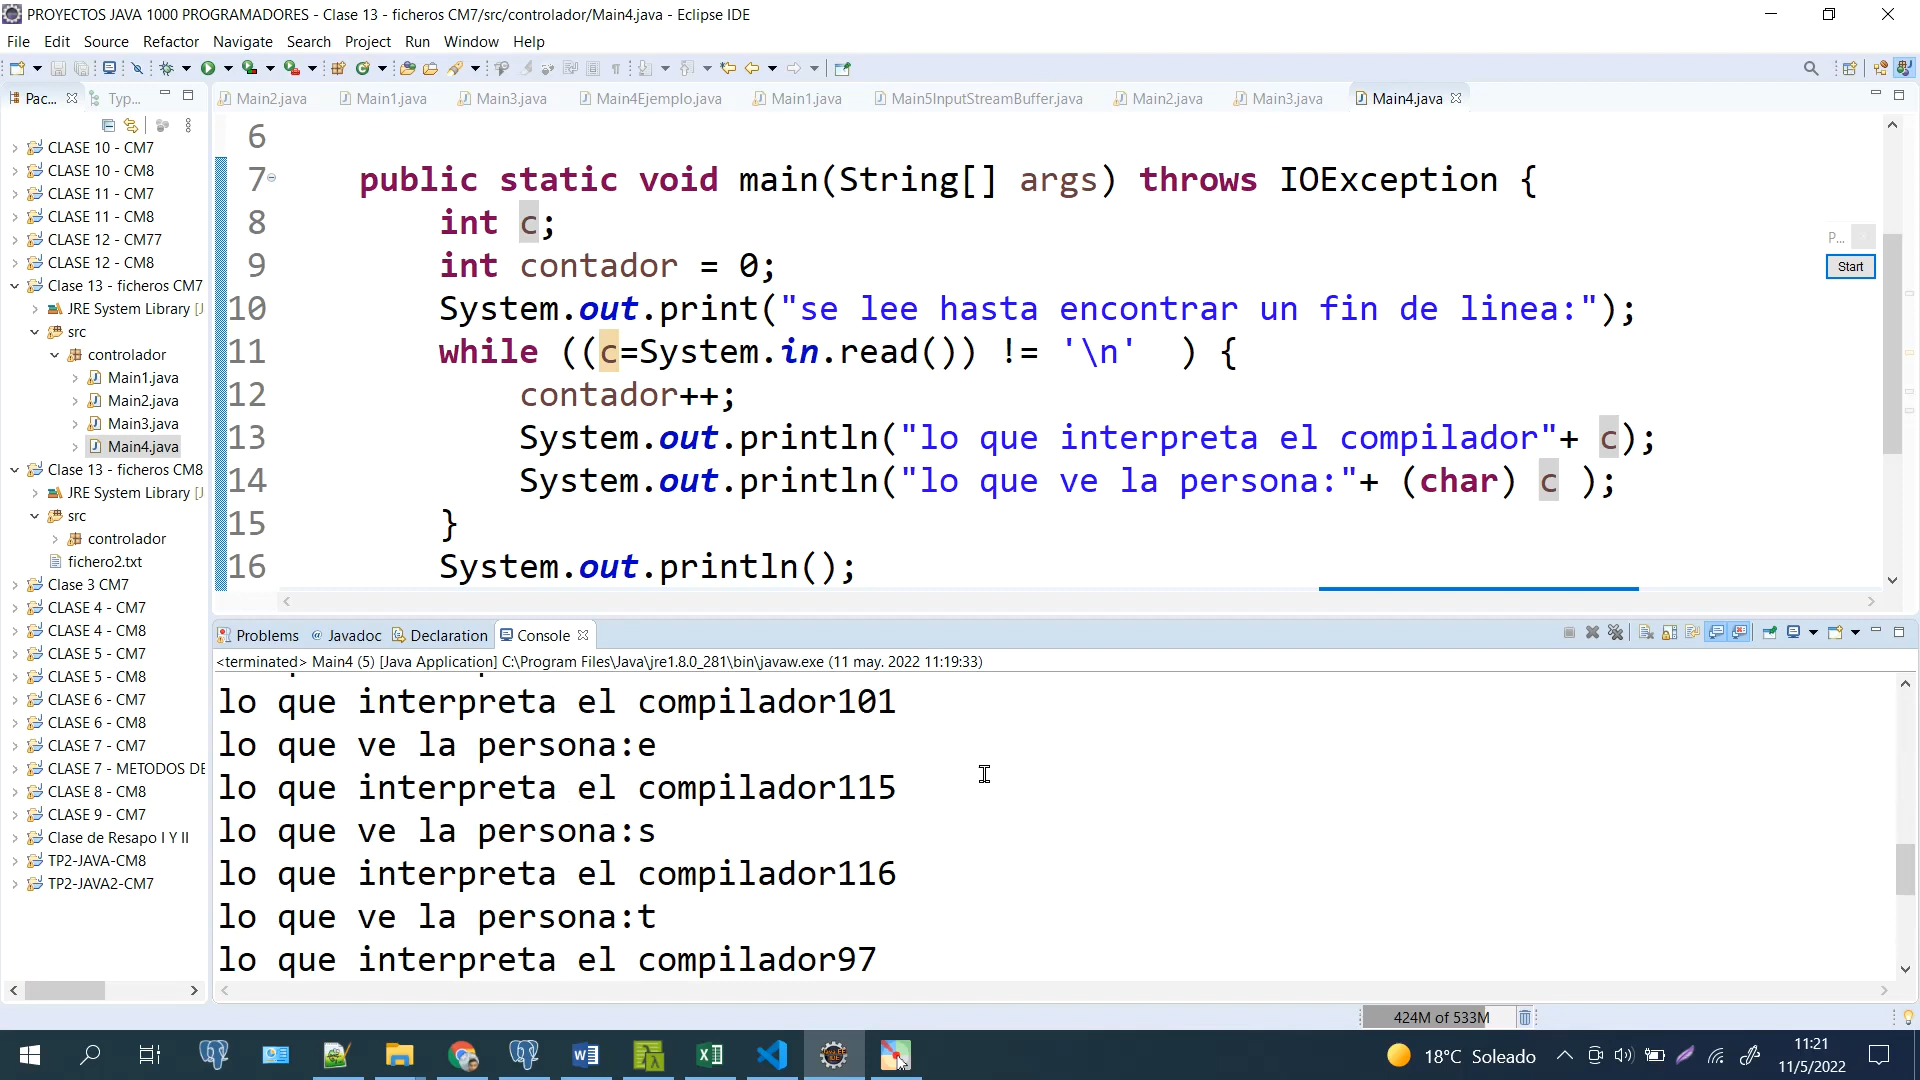 PROYECTOS JAVA 1000 PROGRAMADORES - Clase 13 - ficheros CM7/src/controlador/Main4.java - Eclipse IDE
File Edit Source Refactor Navigate Search Project Run Window Help
Pac... Typ...
Main2.java Main1.java Main3.java Main4Ejemplo.java Main1.java Main5InputStreamBuffer.java Main2.java Main3.java Main4.java
CLASE 10 - CM7
CLASE 10 - CM8
CLASE 11 - CM7
CLASE 11 - CM8
CLASE 12 - CM77
CLASE 12 - CM8
Clase 13 - ficheros CM7
JRE System Library [J
src
controlador
Main1.java
Main2.java
Main3.java
Main4.java
Clase 13 - ficheros CM8
JRE System Library [J
src
controlador
fichero2.txt
Clase 3 CM7
CLASE 4 - CM7
CLASE 4 - CM8
CLASE 5 - CM7
CLASE 5 - CM8
CLASE 6 - CM7
CLASE 6 - CM8
CLASE 7 - CM7
CLASE 7 - METODOS DE
CLASE 8 - CM8
CLASE 9 - CM7
Clase de Resapo I Y II
TP2-JAVA-CM8
TP2-JAVA2-CM7
6
7 public static void main(String[] args) throws IOException {
8 int c;
9 int contador = 0;
10 System.out.print("se lee hasta encontrar un fin de linea:");
11 while ((c=System.in.read()) != '\n'  ) {
12 contador++;
13 System.out.println("lo que interpreta el compilador"+ c);
14 System.out.println("lo que ve la persona:"+ (char) c );
15 }
16 System.out.println();
P...
Start
Problems @ Javadoc Declaration Console
<terminated> Main4 (5) [Java Application] C:\Program Files\Java\jre1.8.0_281\bin\javaw.exe (11 may. 2022 11:19:33)
lo que interpreta el compilador101
lo que ve la persona:e
lo que interpreta el compilador115
lo que ve la persona:s
lo que interpreta el compilador116
lo que ve la persona:t
lo que interpreta el compilador97
424M of 533M
18°C Soleado
11:21
11/5/2022